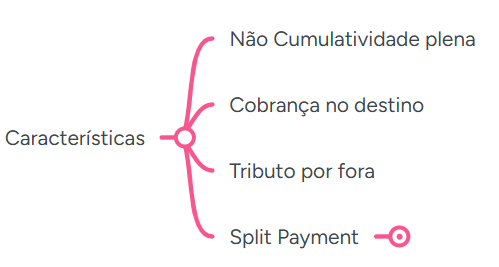 Não Cumulatividade plena
Cobrança no destino
Características
Tributo por fora
Split Payment